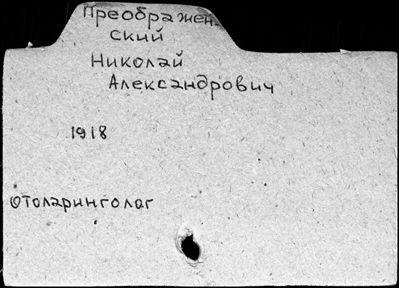 Преображен-
ский
Николай
Александрович
1918
отоларинголог